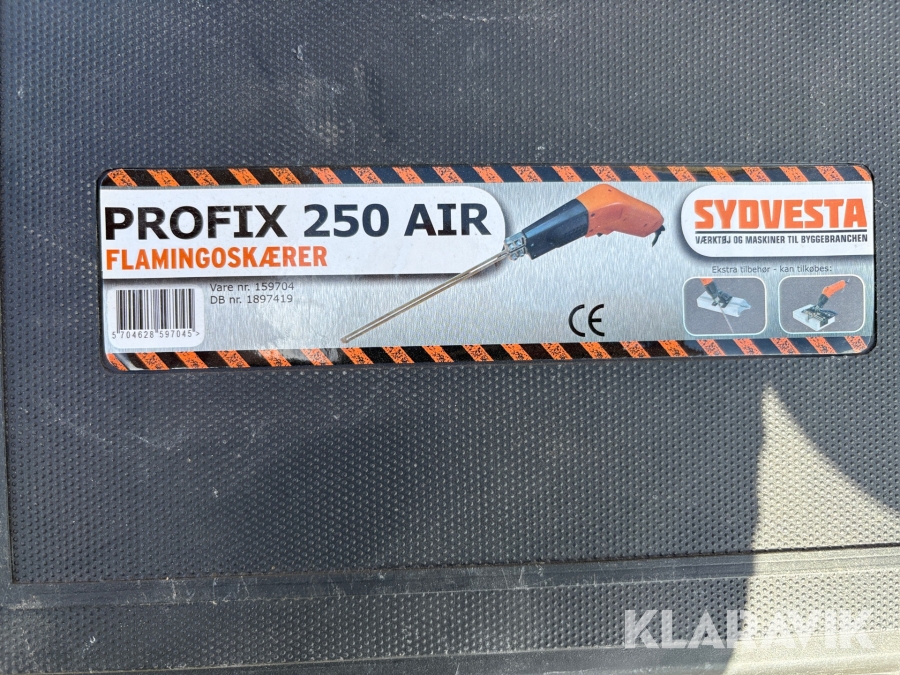 PROFIX 250 AIR
FLAMINGOSKÆRER
Vare nr. 159704
DB nr. 1897419
5 704628 597045>
SYDVESTA
VÆRKTØJ OG MASKINER TIL BYGGEBRANCHEN
Ekstra tilbehør - kan tilkøbes:
CE
KLARAVIK